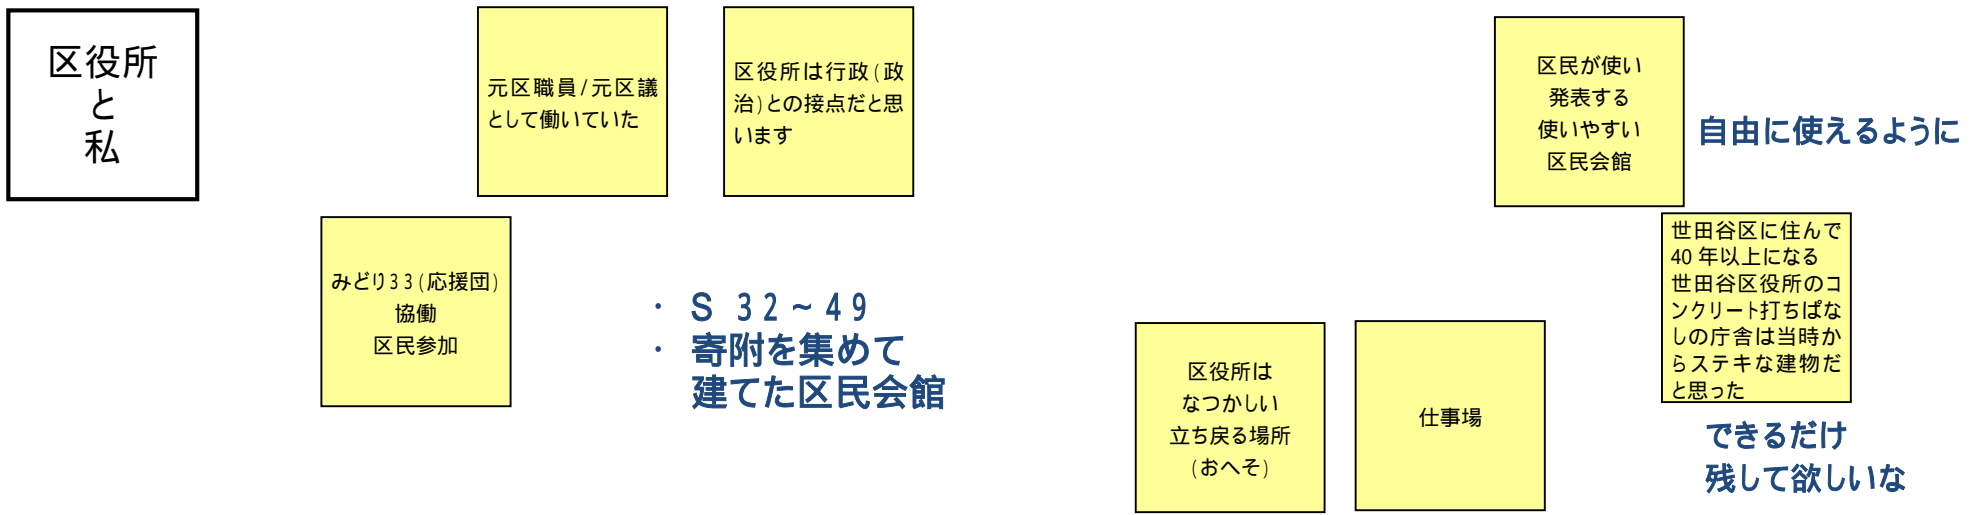 区役所
と
私
元区職員/元区議
として働いていた
区役所は行政(政
治)との接点だと思
います
みどり33(応援団)
協働
区民参加
・ S 32~49
・ 寄附を集めて
建てた区民会館
区役所は
なつかしい
立ち戻る場所
(おへそ)
仕事場
区民が使い
発表する
使いやすい
区民会館
自由に使えるように
世田谷区に住んで
40 年以上になる
世田谷区役所のコ
ンクリート打ちぱな
しの庁舎は当時か
らステキな建物だ
と思った
できるだけ
残して欲しいな